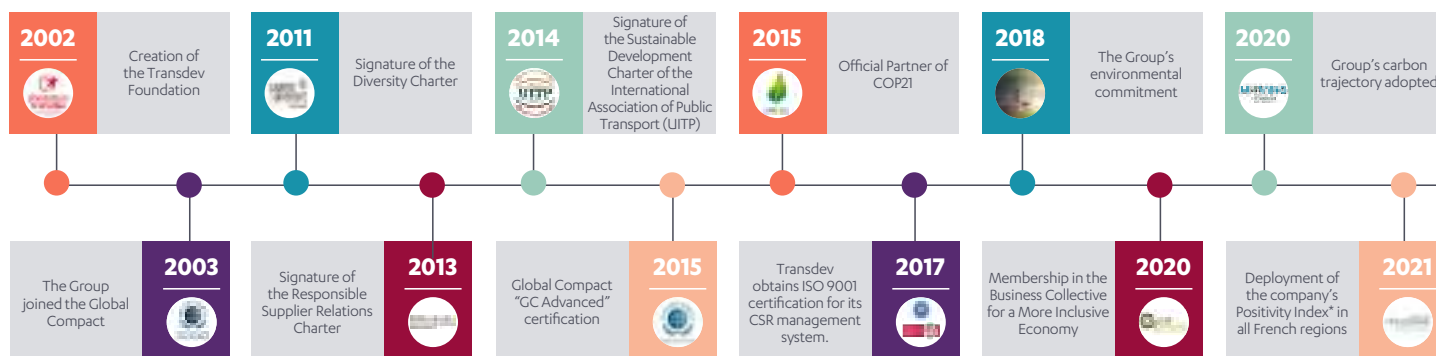 2002
Creation of
the Transdev
Foundation
2011
Signature of the
Diversity Charter
2014
UITP
Signature of
the Sustainable
Development
Charter of the
International
Association of Public
Transport (UITP)
2015
Official Partner of
COP21
2018
The Group's
environmental
commitment
2020
Group's carbon
trajectory adopted
The Group
joined the Global
Compact
2003
Signature of
the Responsible
Supplier Relations
Charter
2013
Global Compact
"GC Advanced"
certification
2015
Transdev
obtains ISO 9001
certification for its
CSR management
system.
2017
Membership in the
Business Collective
for a More Inclusive
Economy
2020
Deployment of
the company's
Positivity Index* in
all French regions
2021